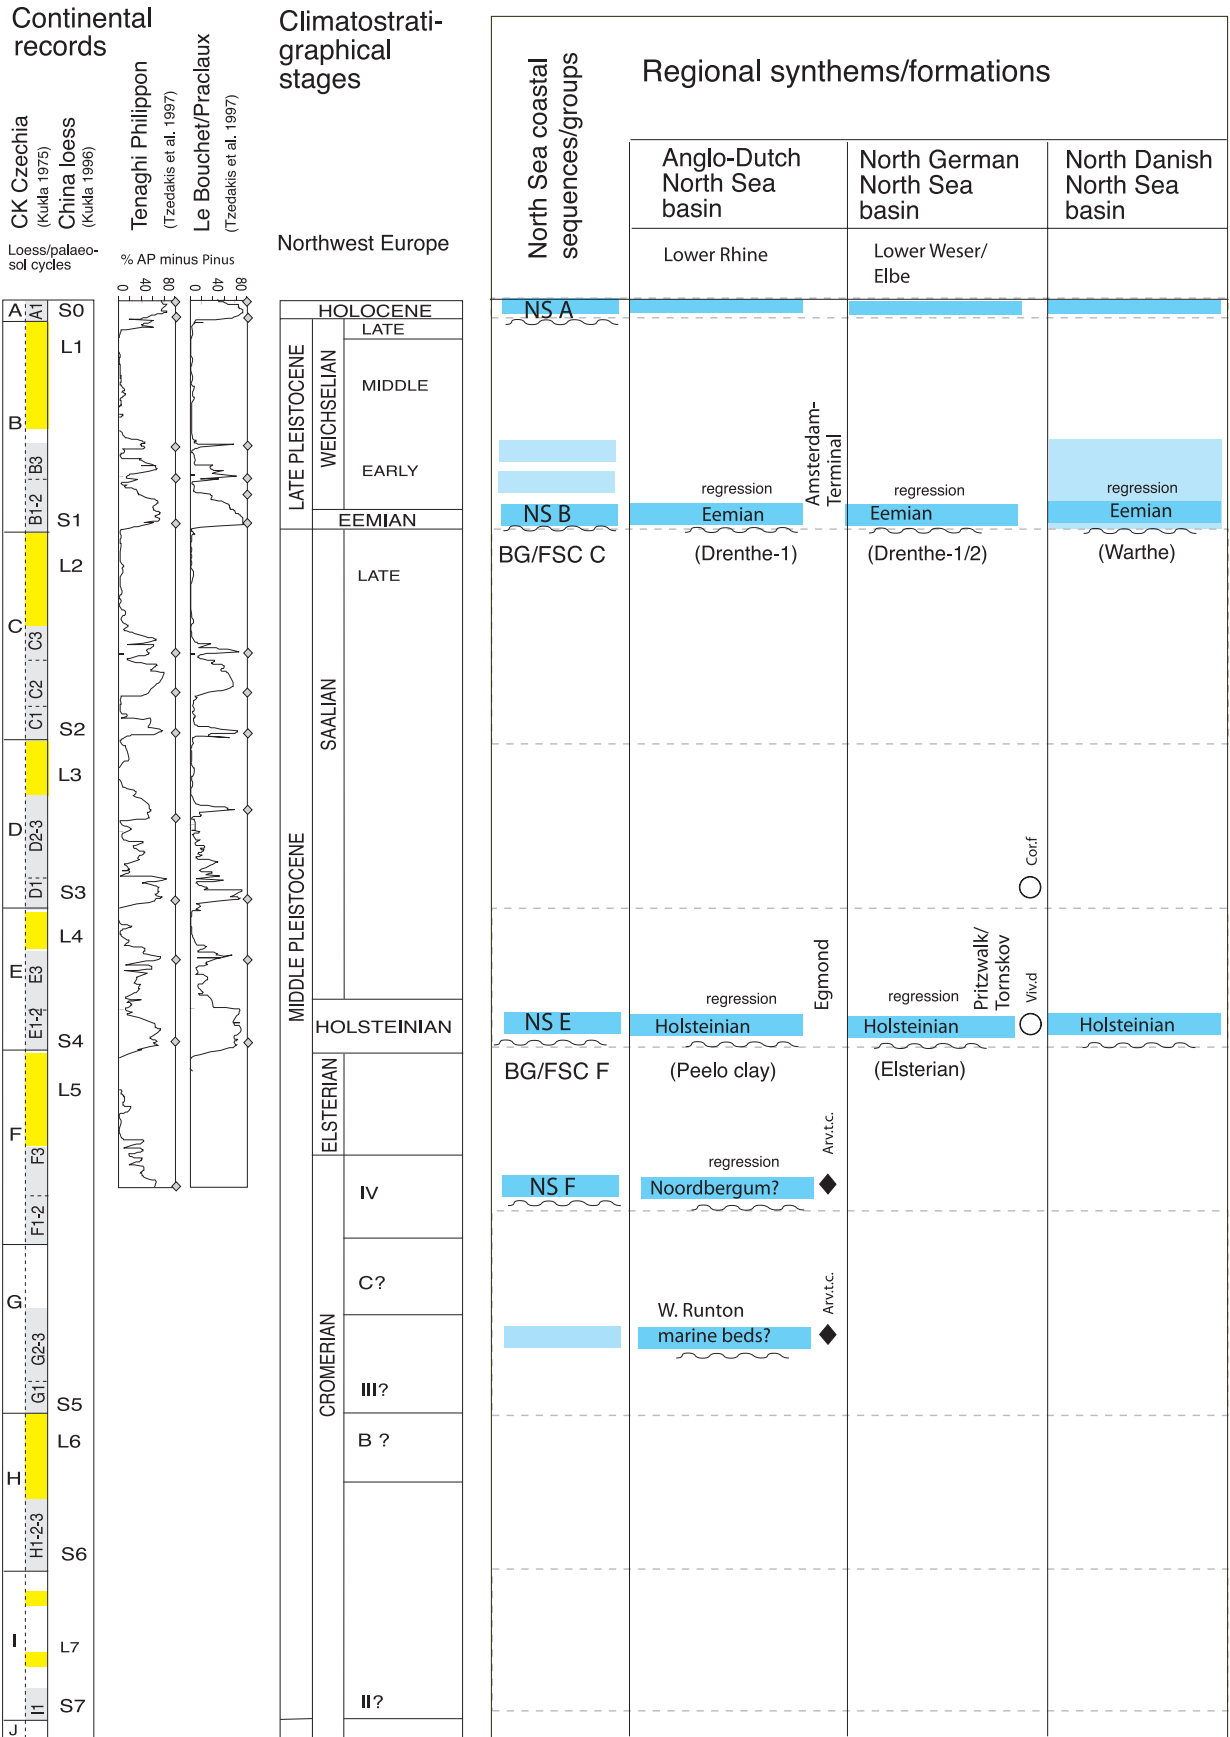 Continental
records
CK Czechia
(Kukla 1975)
China loess
(Kukla 1996)
Tenaghi Philippon
(Tzedakis et al. 1997)
Le Bouchet/Praclaux
(Tzedakis et al. 1997)
Loess/palaeo-
sol cycles
% AP minus Pinus
0
40
80
0
40
80
Climatostrati-
graphical
stages
Northwest Europe
North Sea coastal
sequences/groups
Regional synthems/formations
Anglo-Dutch
North Sea
basin
North German
North Sea
basin
North Danish
North Sea
basin
Lower Rhine
Lower Weser/
Elbe
A
A1
S0
L1
B
B3
B1-2
S1
L2
C
C3
C2
C1
S2
L3
D
D2-3
D1
S3
L4
E
E3
E1-2
S4
L5
F
F3
F1-2
G
G2-3
G1
S5
L6
H
H1-2-3
S6
I
L7
I1
S7
J
HOLOCENE
LATE PLEISTOCENE
WEICHSELIAN
LATE
MIDDLE
EARLY
EEMIAN
MIDDLE PLEISTOCENE
SAALIAN
LATE
HOLSTEINIAN
ELSTERIAN
CROMERIAN
IV
C?
III?
B ?
II?
NS A
NS B
BG/FSC C
NS E
BG/FSC F
NS F
regression
Eemian
(Drenthe-1)
Amsterdam-
Terminal
regression
Eemian
(Drenthe-1/2)
regression
Eemian
(Warthe)
Cor.f
regression
Holsteinian
(Peelo clay)
Egmond
regression
Holsteinian
(Elsterian)
Pritzwalk/
Tornskov
Viv.d
Holsteinian
regression
Noordbergum?
Arv.t.c.
W. Runton
marine beds?
Arv.t.c.